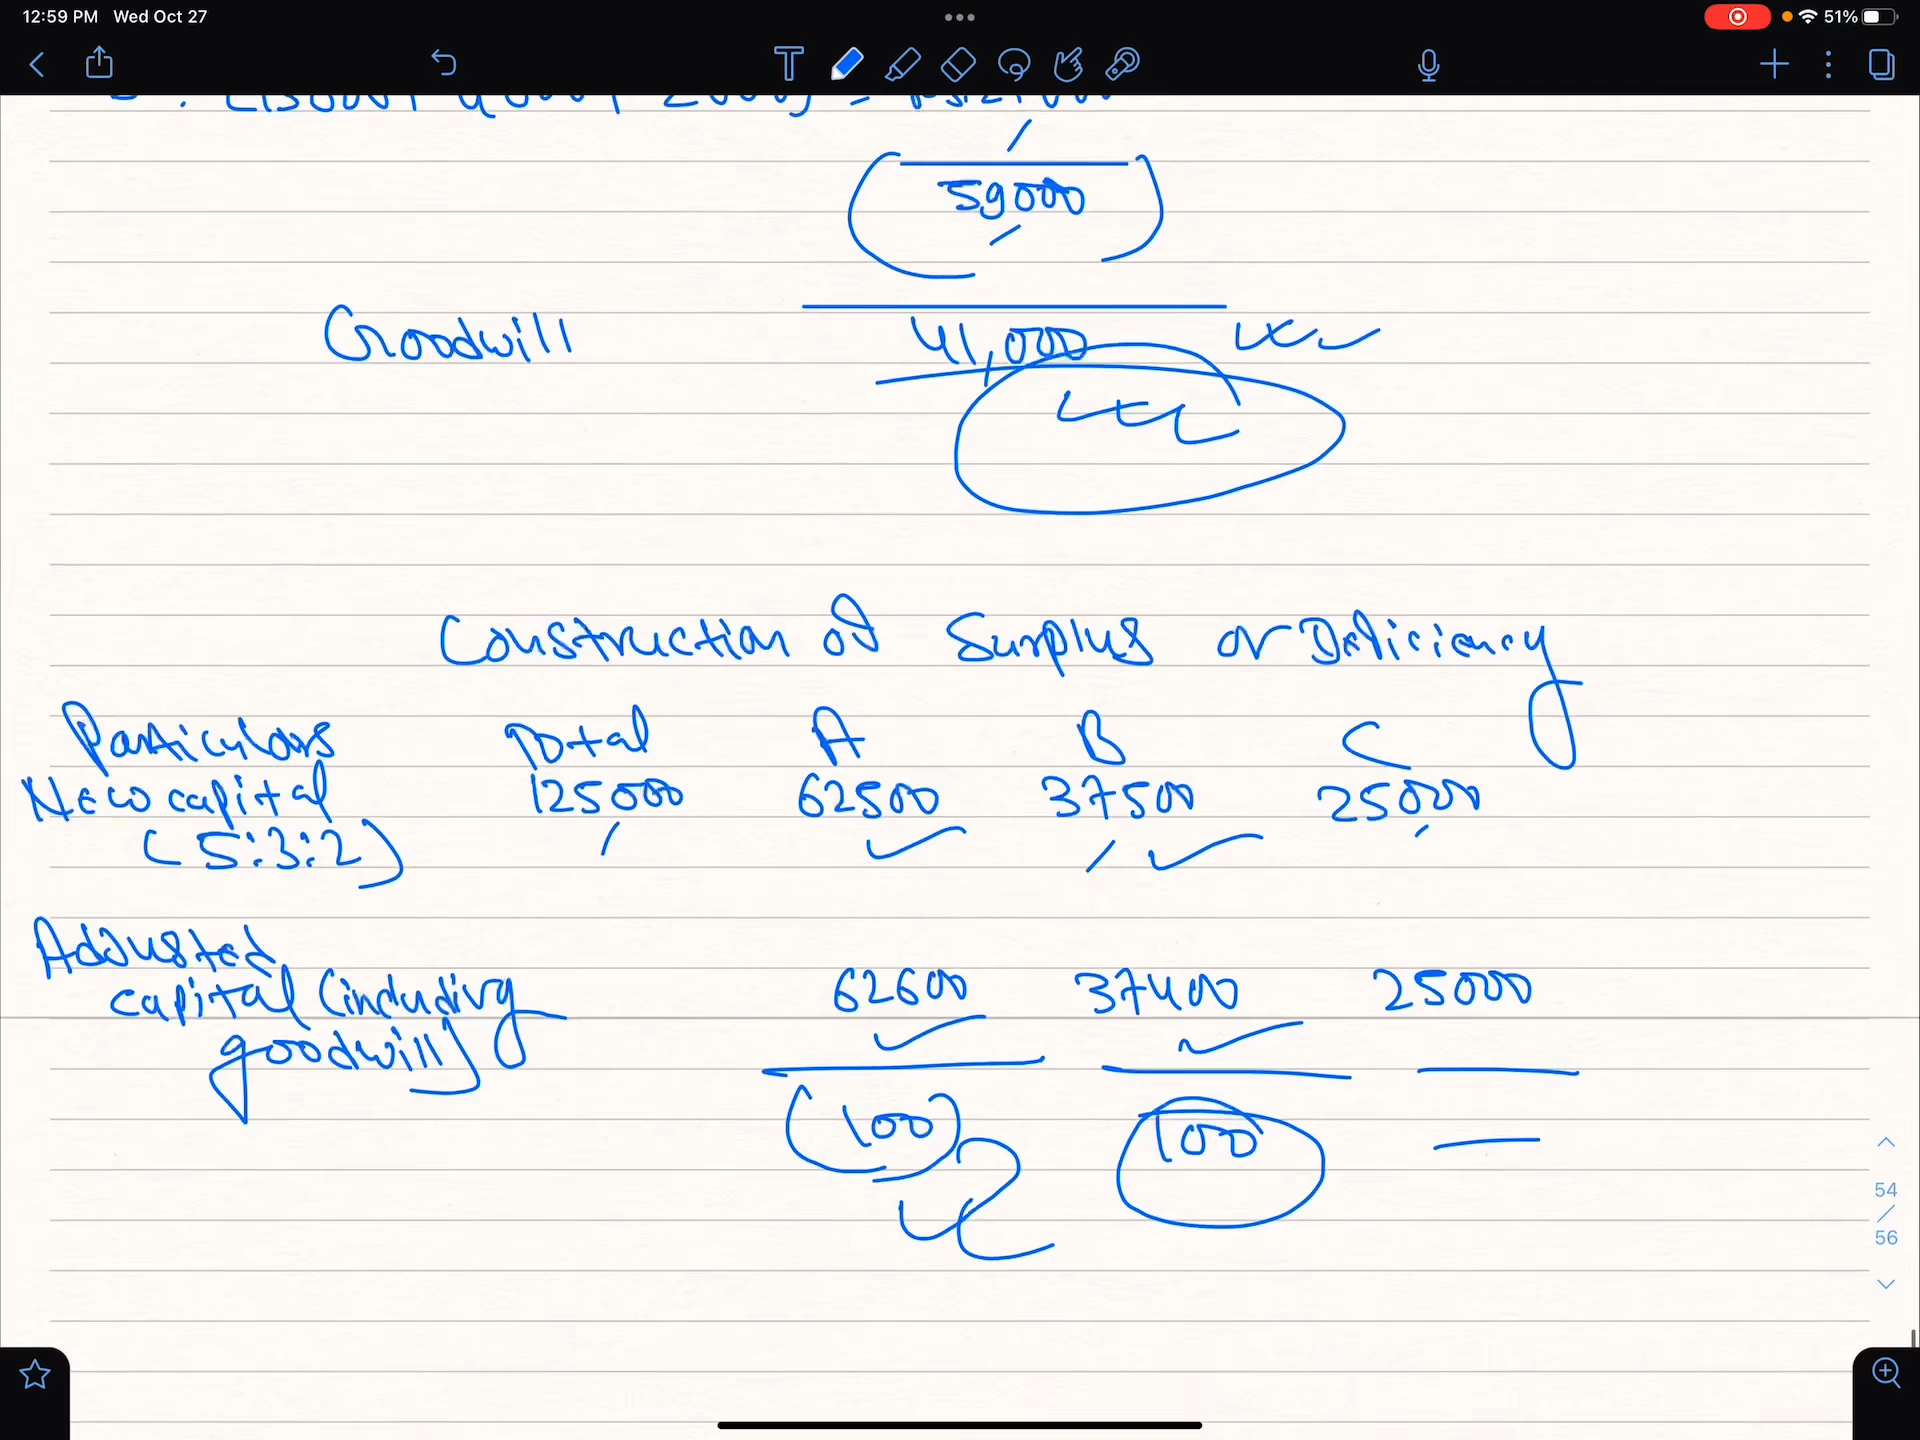 12:59 PM Wed Oct 27
51%
59000
Goodwill 41,000
Construction of Surplus or Deficiency
Particulars Total A B C
New capital 125000 62500 37500 25000
(5:3:2)
Adjusted
capital (including 62600 37400 25000
goodwill)
(100) 100 —
54
/
56